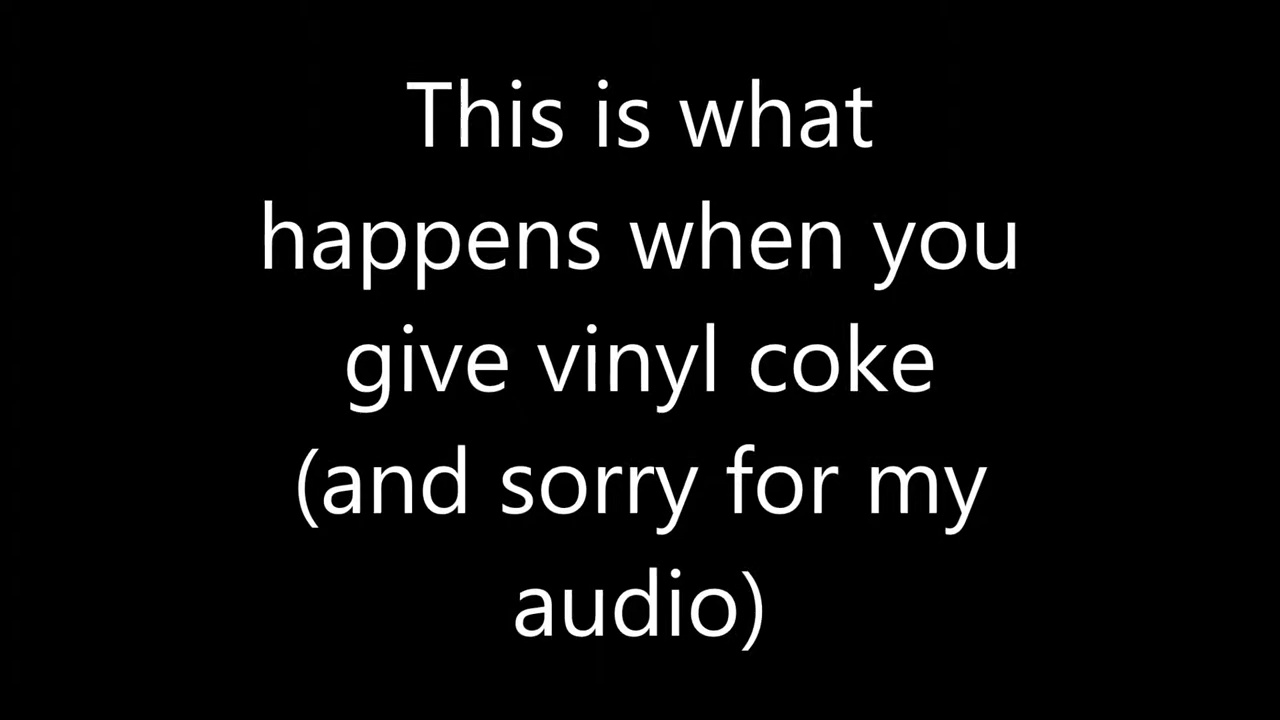 This is what
happens when you
give vinyl coke
(and sorry for my
audio)